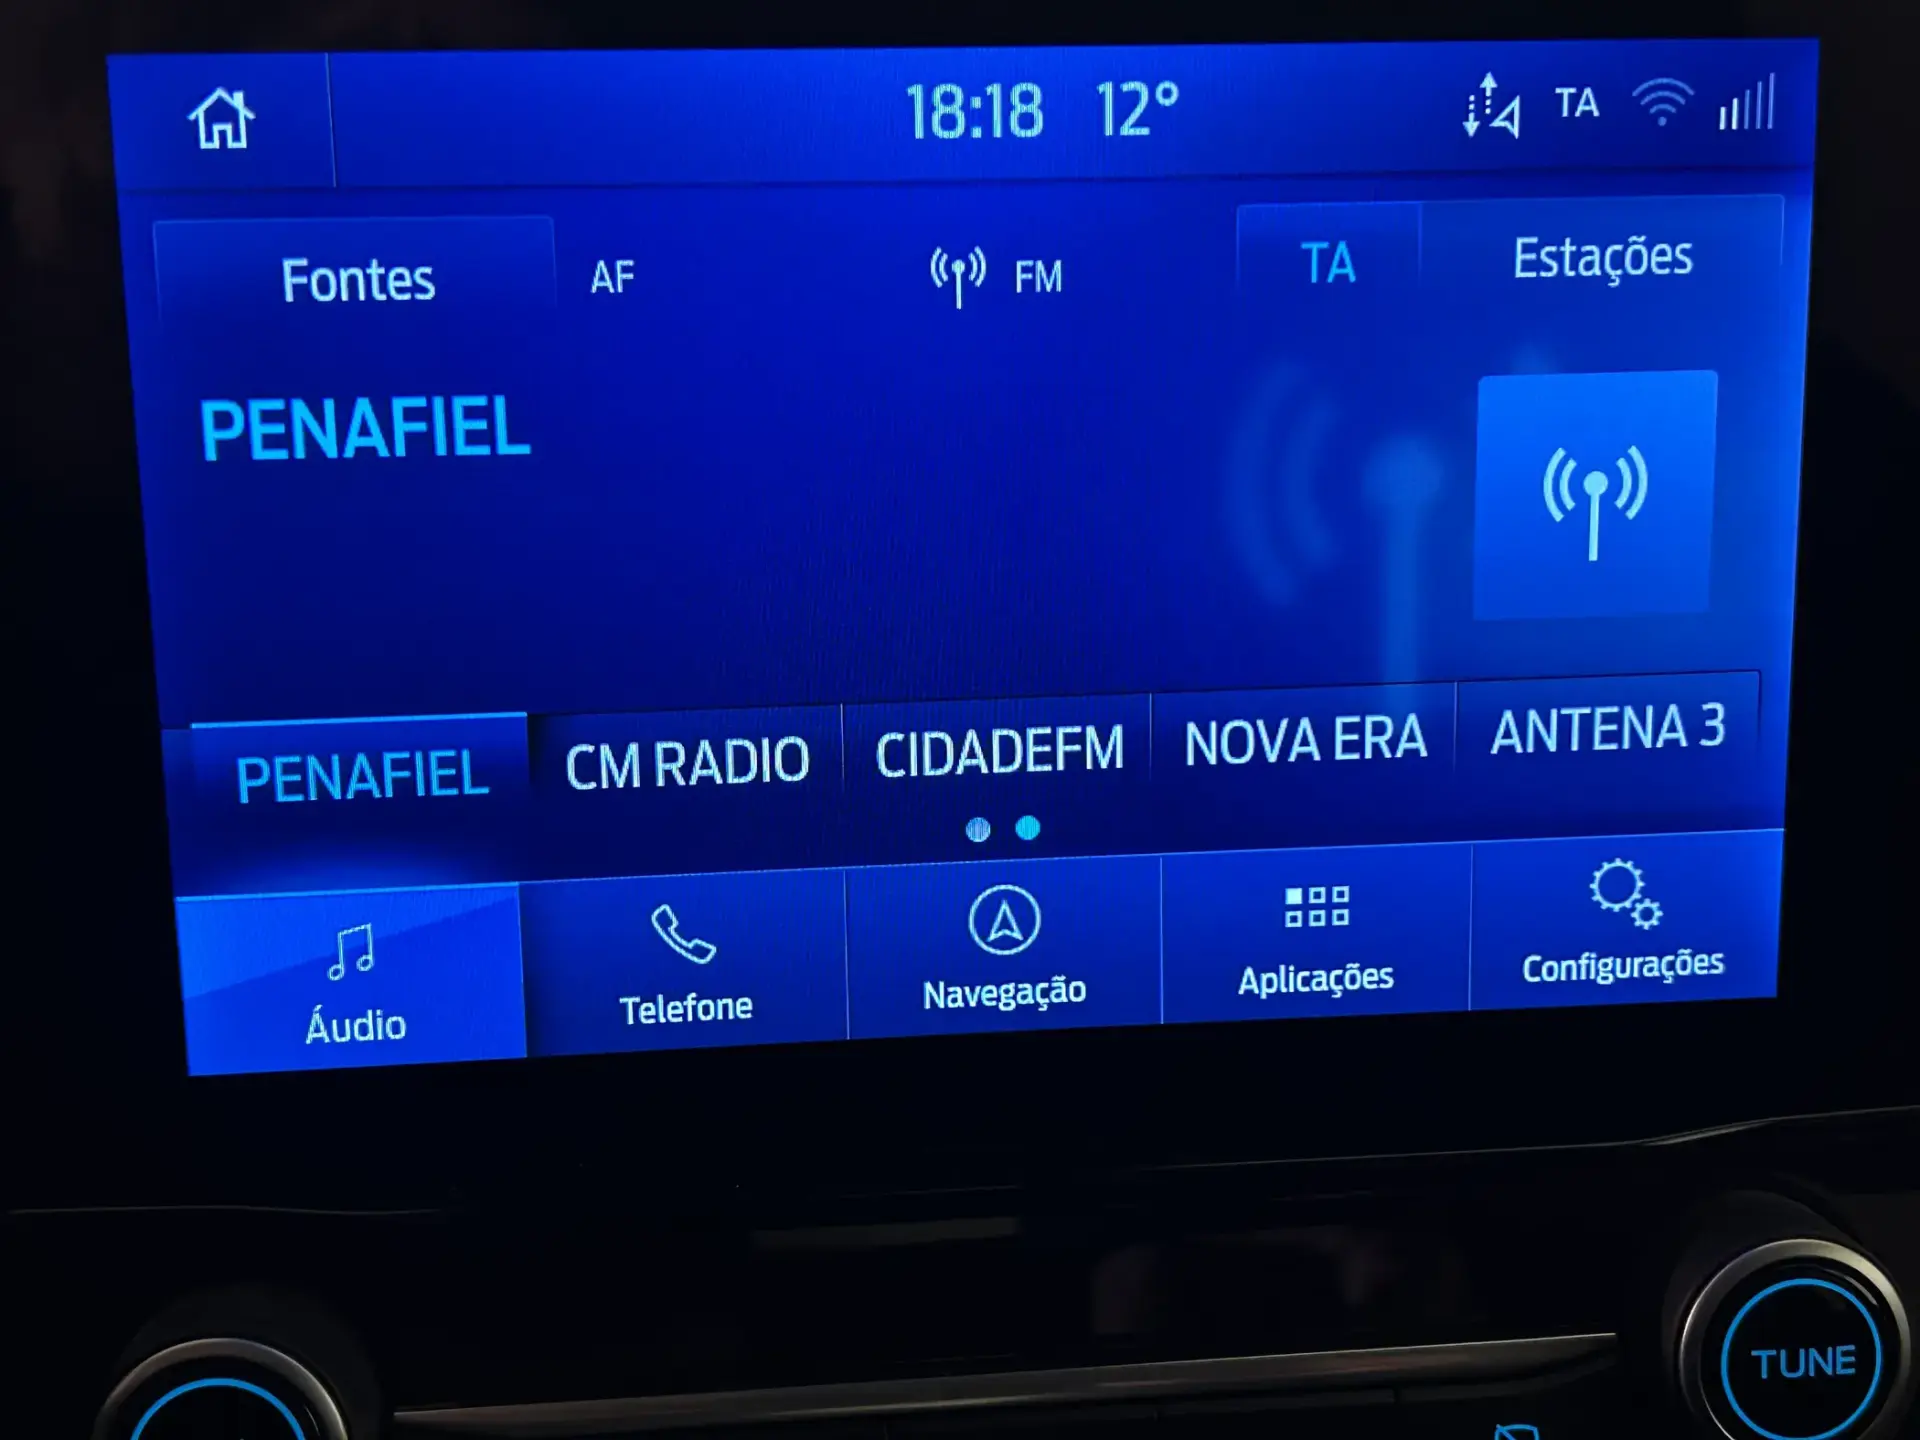 18:18 12° TA
Fontes AF FM TA Estações
PENAFIEL
PENAFIEL CM RADIO CIDADEFM NOVA ERA ANTENA 3
Áudio Telefone Navegação Aplicações Configurações
TUNE